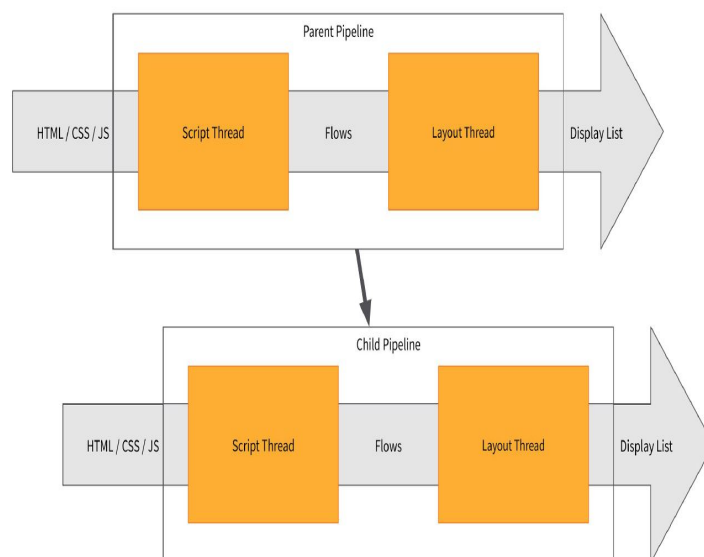 Parent Pipeline
HTML / CSS / JS
Script Thread
Flows
Layout Thread
Display List
Child Pipeline
HTML / CSS / JS
Script Thread
Flows
Layout Thread
Display List